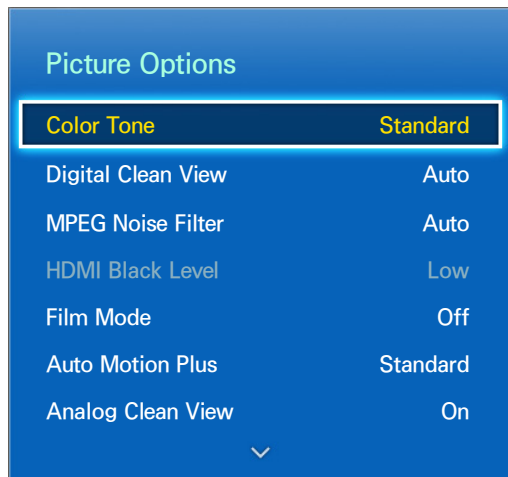 Picture Options
Color Tone Standard
Digital Clean View Auto
MPEG Noise Filter Auto
HDMI Black Level Low
Film Mode Off
Auto Motion Plus Standard
Analog Clean View On